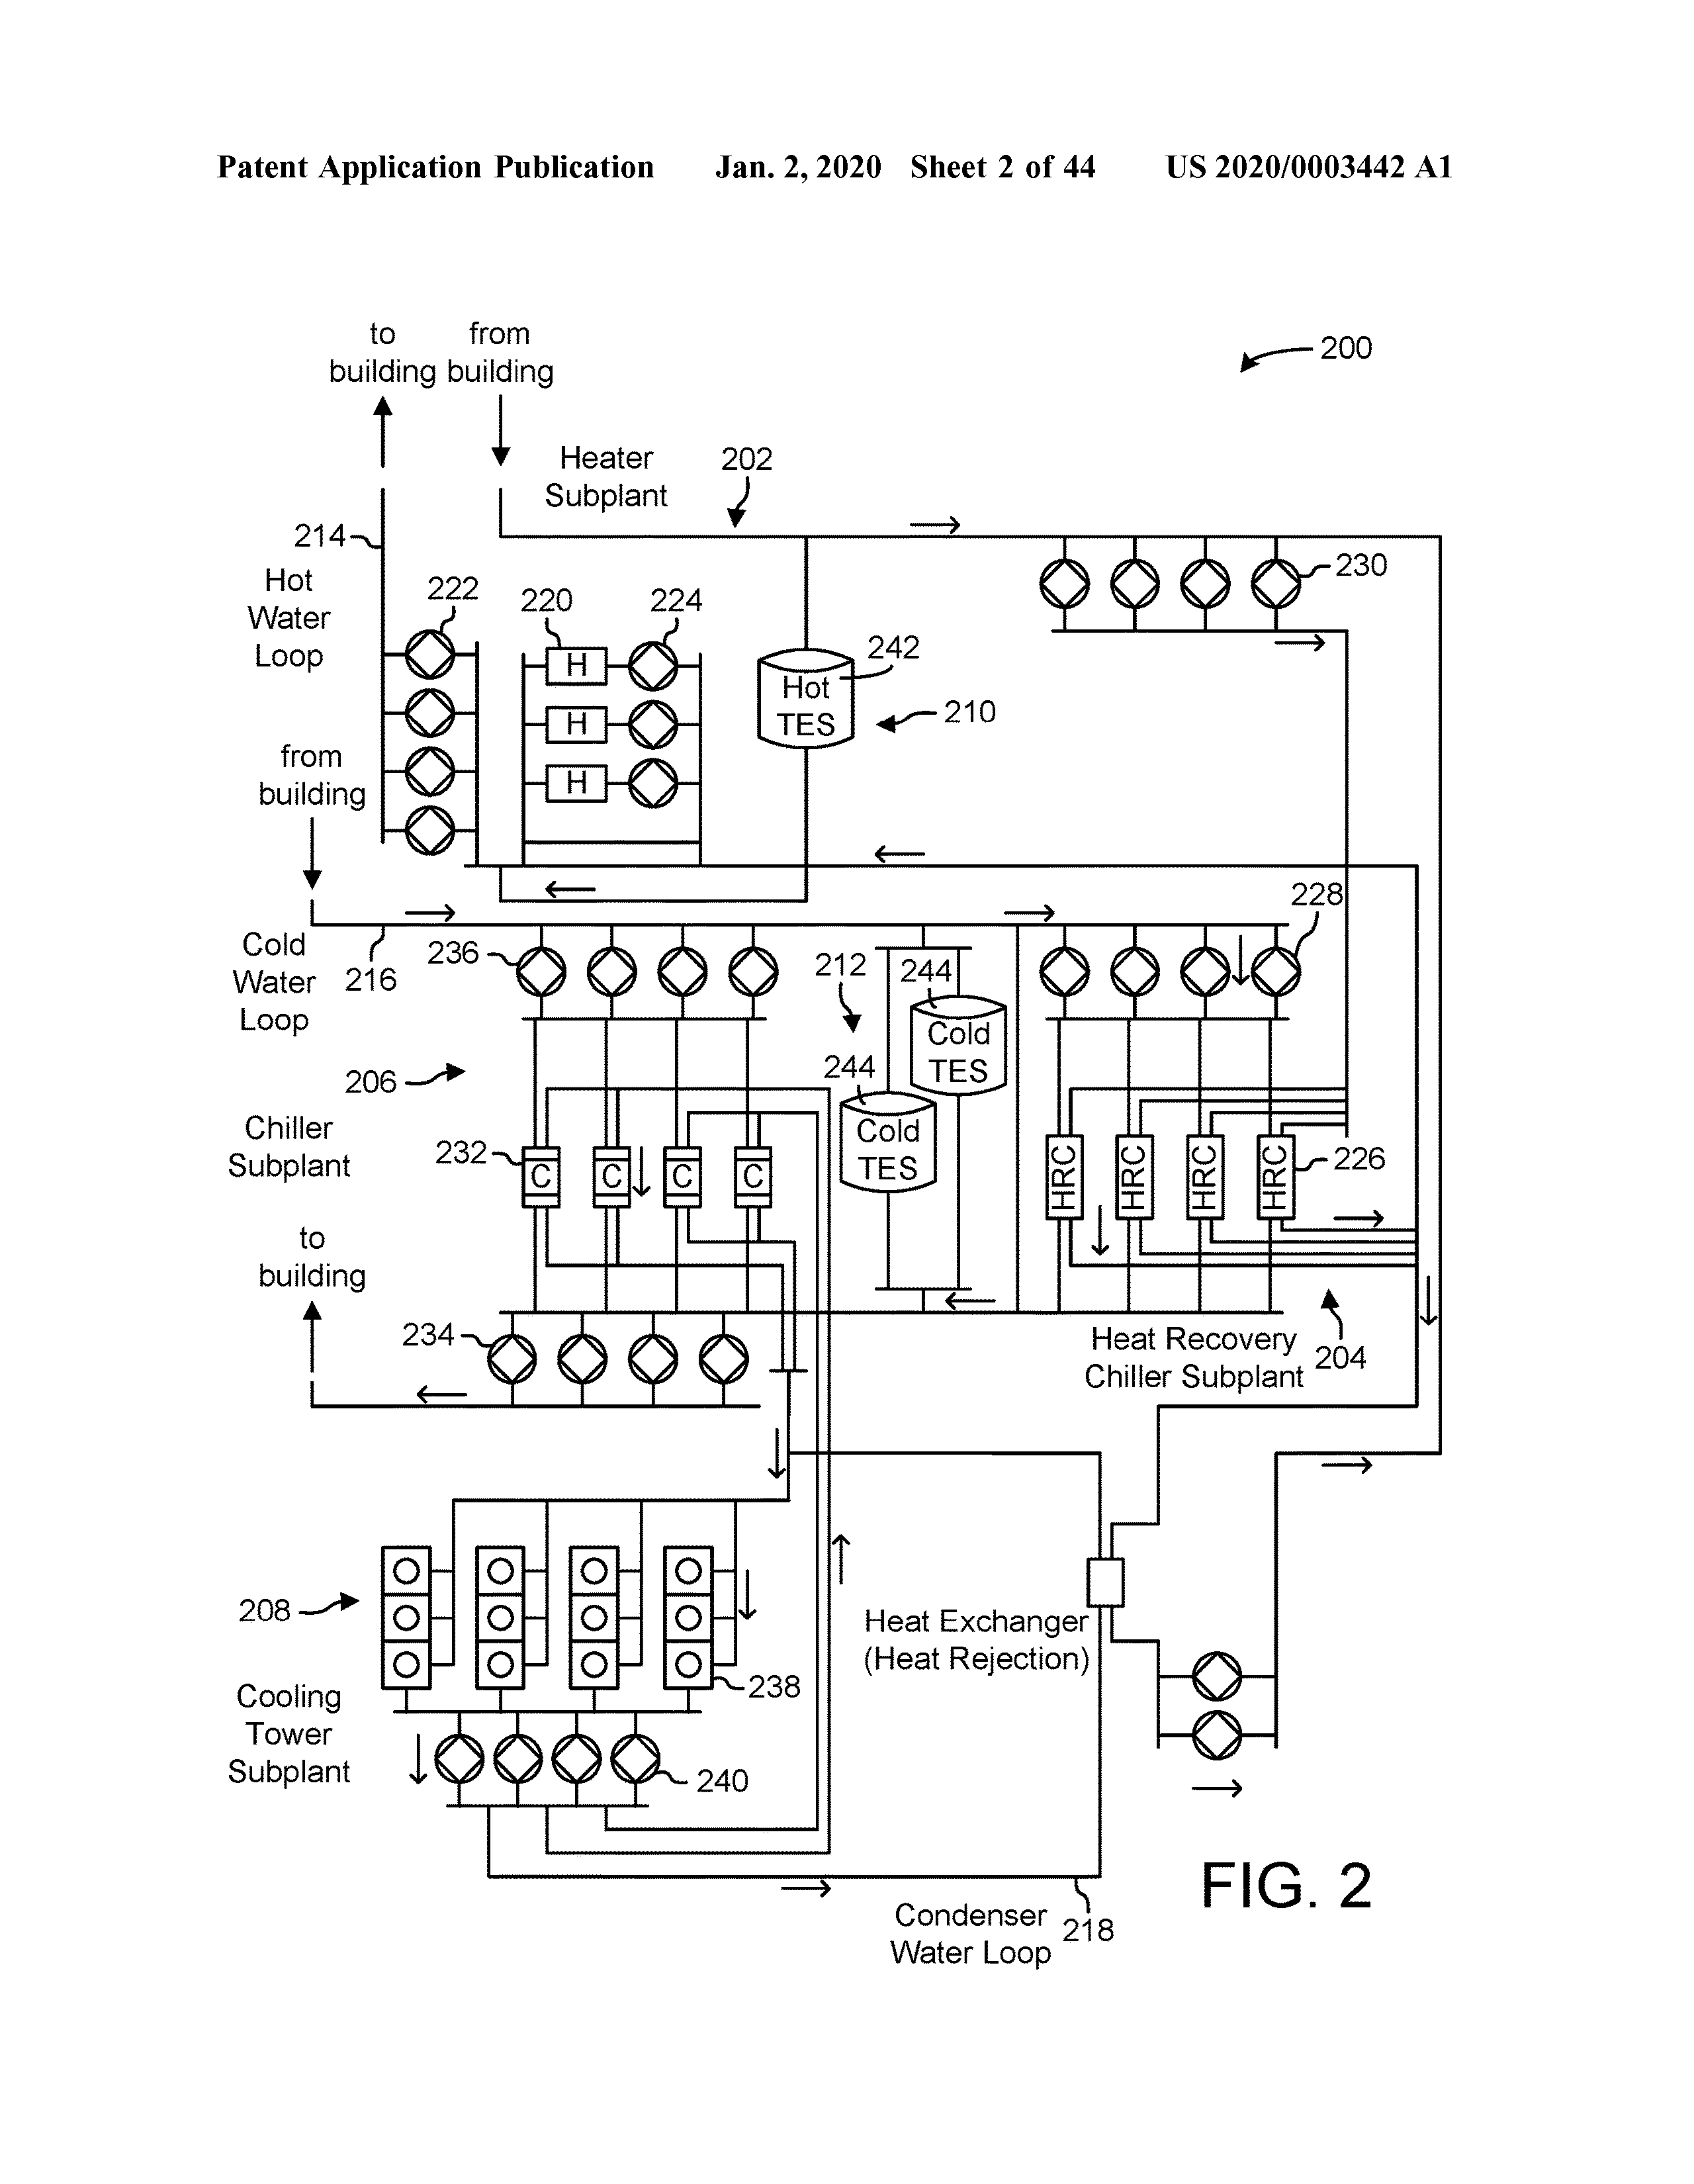 Patent Application Publication Jan. 2, 2020 Sheet 2 of 44 US 2020/0003442 A1
to from
building building
200
Heater
Subplant
202
214
Hot
Water
Loop
222
220
224
230
H
H
H
Hot
TES
242
210
from
building
228
Cold
Water
Loop
216
236
212
244
Cold
TES
244
Cold
TES
206
Chiller
Subplant
232
C
C
C
C
HRC
HRC
HRC
HRC
226
to
building
234
Heat Recovery
Chiller Subplant
204
208
Heat Exchanger
(Heat Rejection)
238
Cooling
Tower
Subplant
240
FIG. 2
Condenser
Water Loop
218